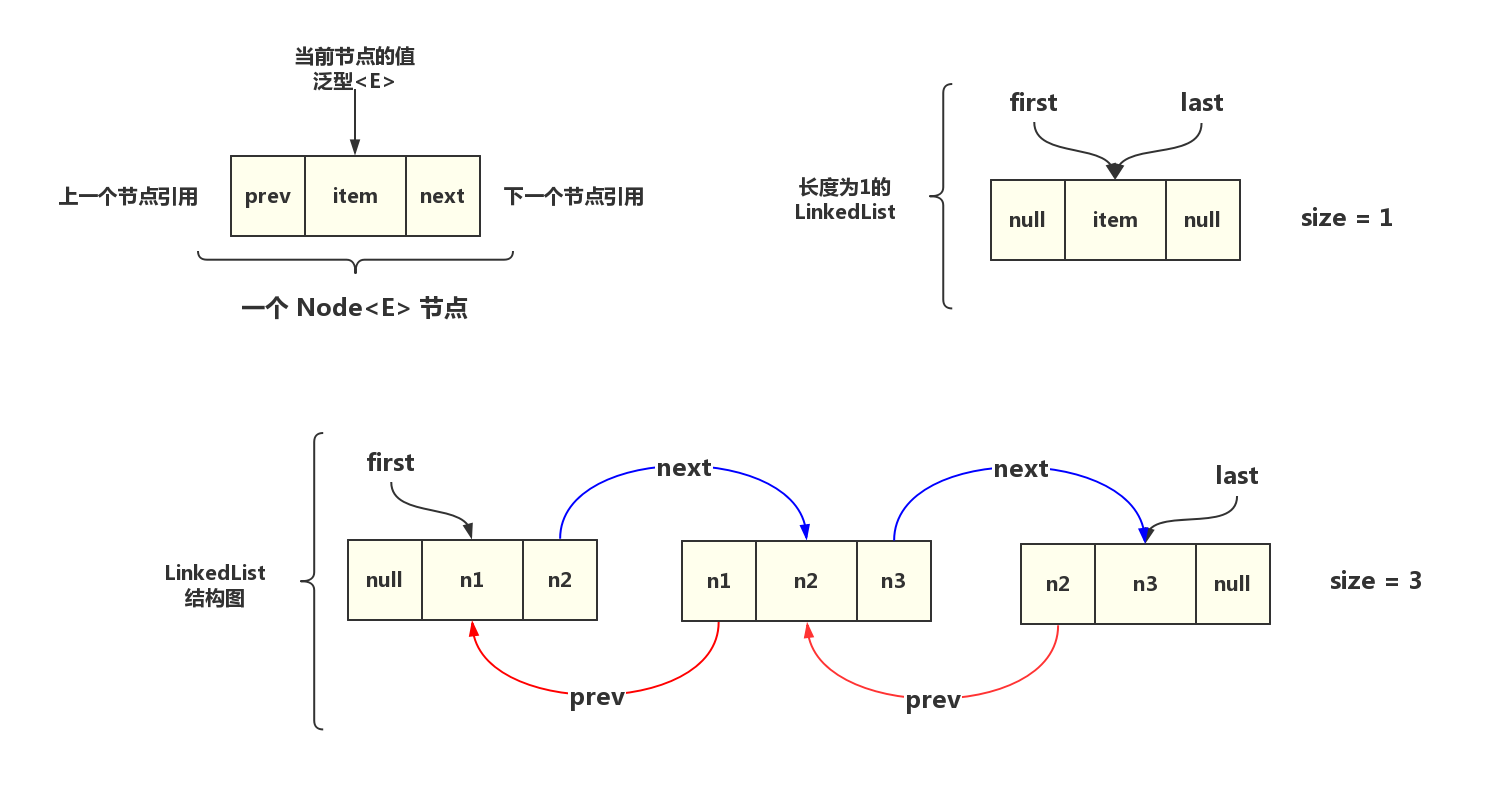 当前节点的值
泛型<E>
上一个节点引用
prev
item
next
下一个节点引用
一个 Node<E> 节点
first
last
长度为1的
LinkedList
null
item
null
size = 1
first
next
next
last
LinkedList
结构图
null
n1
n2
n1
n2
n3
n2
n3
null
size = 3
prev
prev